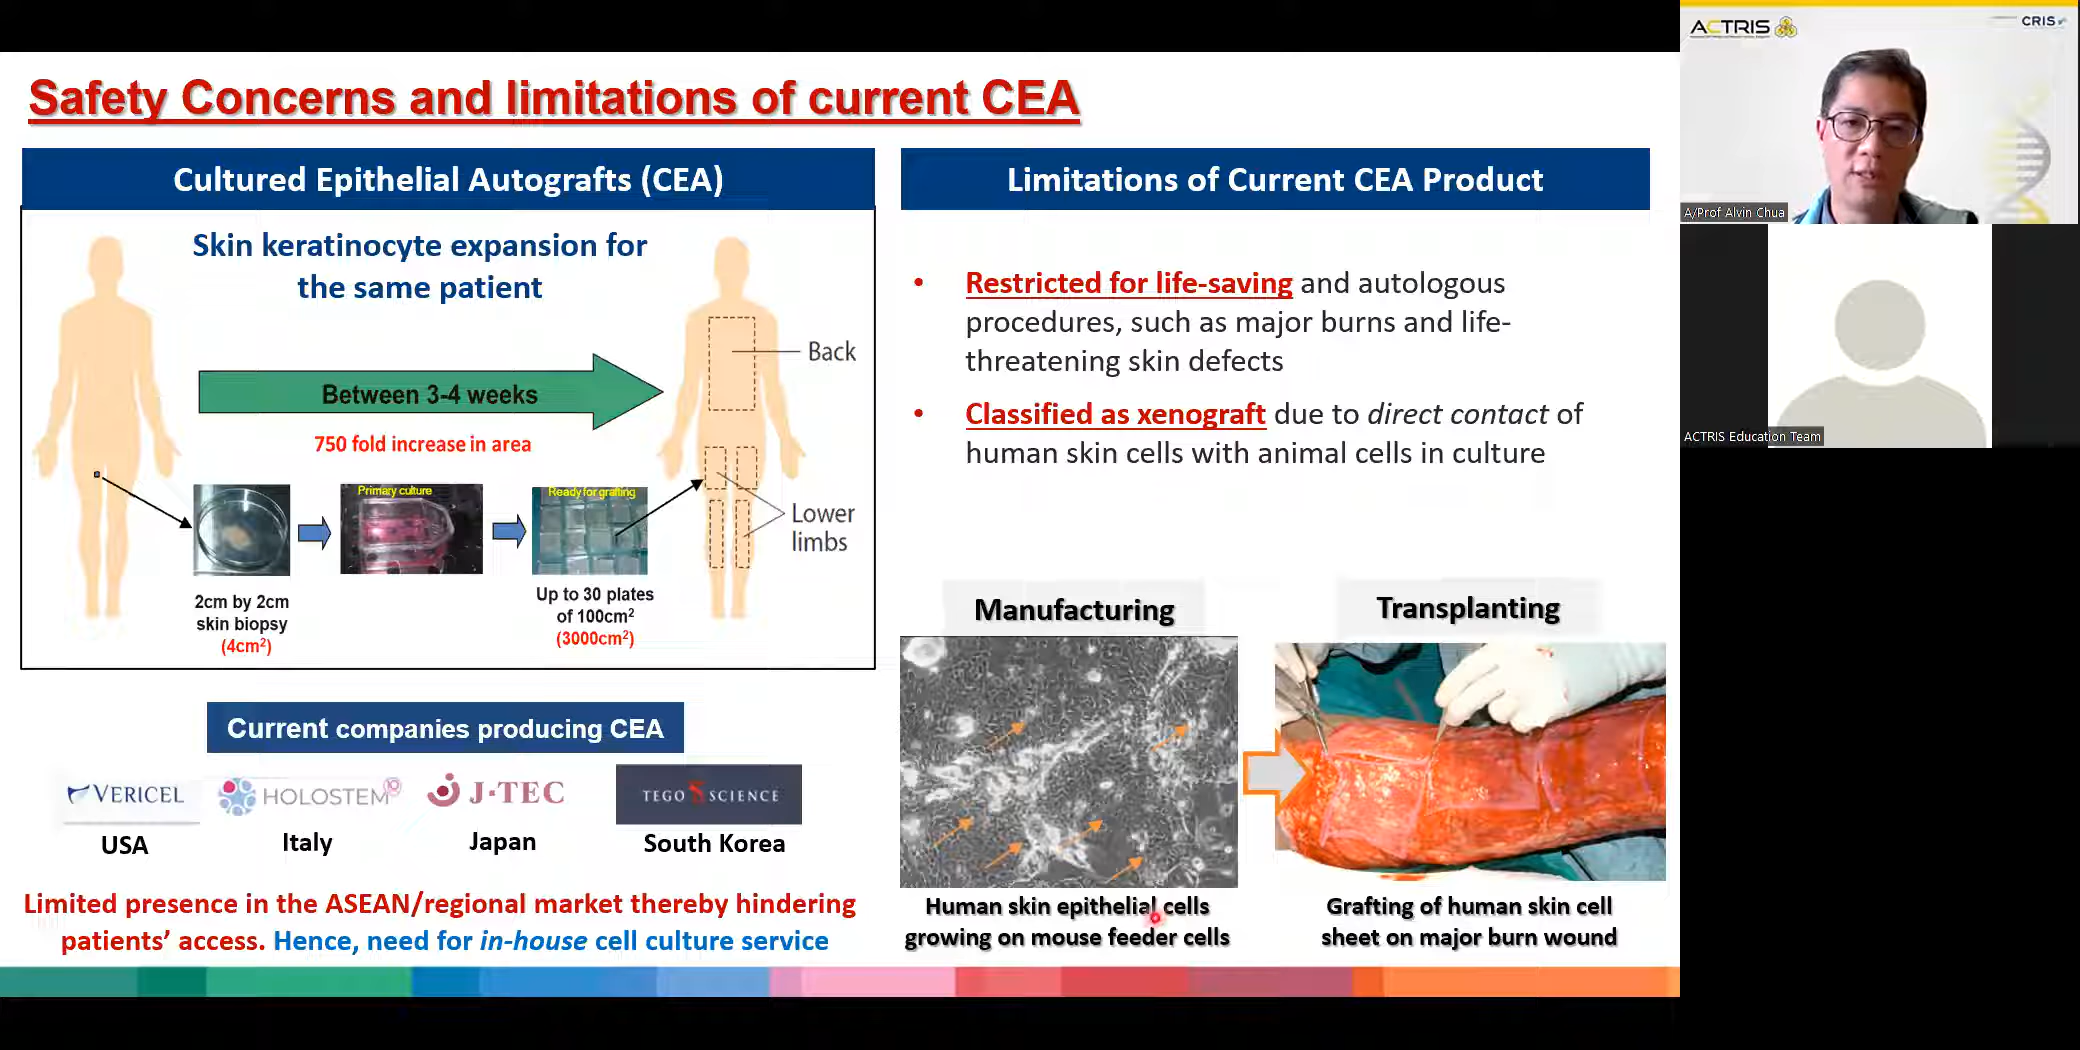 Safety Concerns and limitations of current CEA
Cultured Epithelial Autografts (CEA)
Skin keratinocyte expansion for
the same patient
Back
Between 3-4 weeks
750 fold increase in area
Primary culture
Ready for grafting
Lower
limbs
2cm by 2cm
skin biopsy
(4cm²)
Up to 30 plates
of 100cm²
(3000cm²)
Current companies producing CEA
VERICEL
HOLOSTEM
J-TEC
TEGO SCIENCE
USA
Italy
Japan
South Korea
Limited presence in the ASEAN/regional market thereby hindering
patients’ access. Hence, need for in-house cell culture service
Limitations of Current CEA Product
• Restricted for life-saving and autologous
procedures, such as major burns and life-
threatening skin defects
• Classified as xenograft due to direct contact of
human skin cells with animal cells in culture
Manufacturing
Transplanting
Human skin epithelial cells
growing on mouse feeder cells
Grafting of human skin cell
sheet on major burn wound
ACTRIS
CRIS
A/Prof Alvin Chua
ACTRIS Education Team